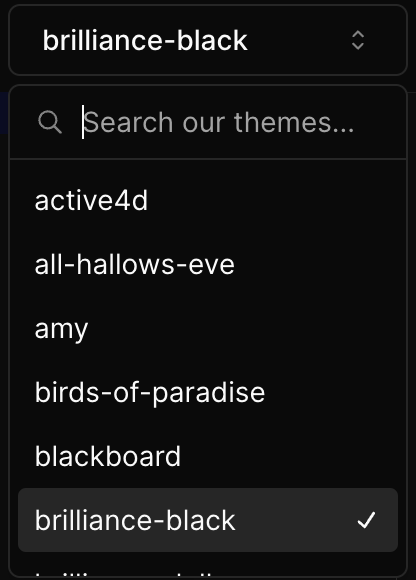 brilliance-black
Search our themes...
active4d
all-hallows-eve
amy
birds-of-paradise
blackboard
brilliance-black